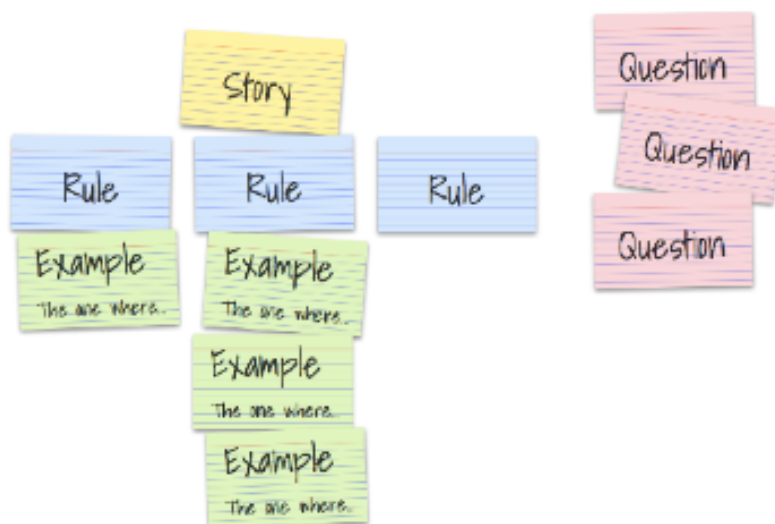 Story
Question
Question
Question
Rule
Rule
Rule
Example
The one where..
Example
The one where..
Example
The one where..
Example
The one where..